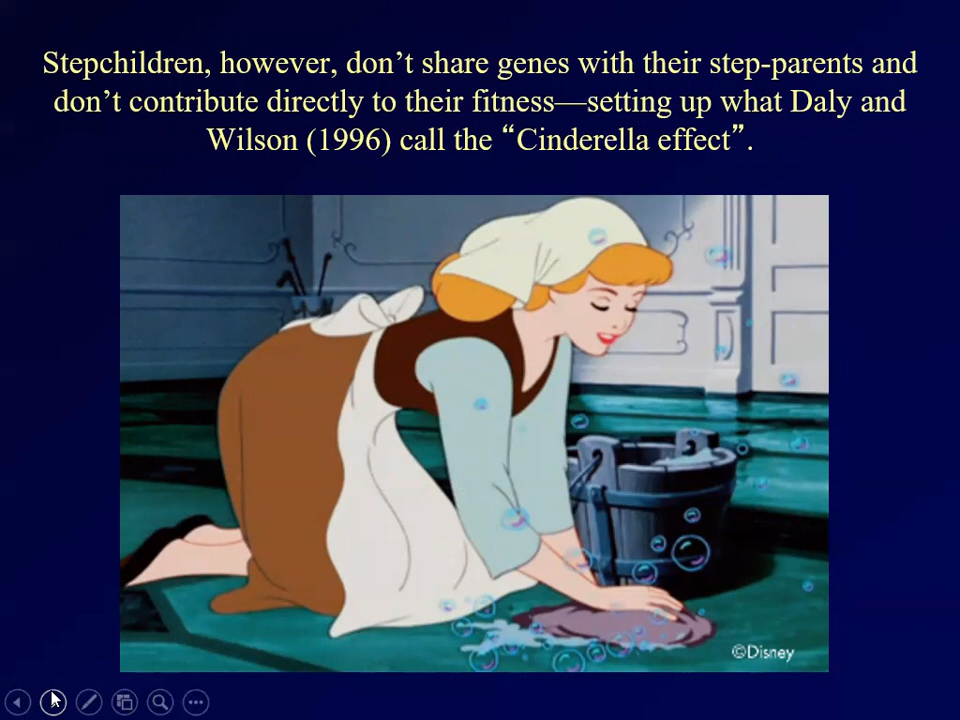 Stepchildren, however, don’t share genes with their step-parents and
don’t contribute directly to their fitness—setting up what Daly and
Wilson (1996) call the “Cinderella effect”.
©Disney